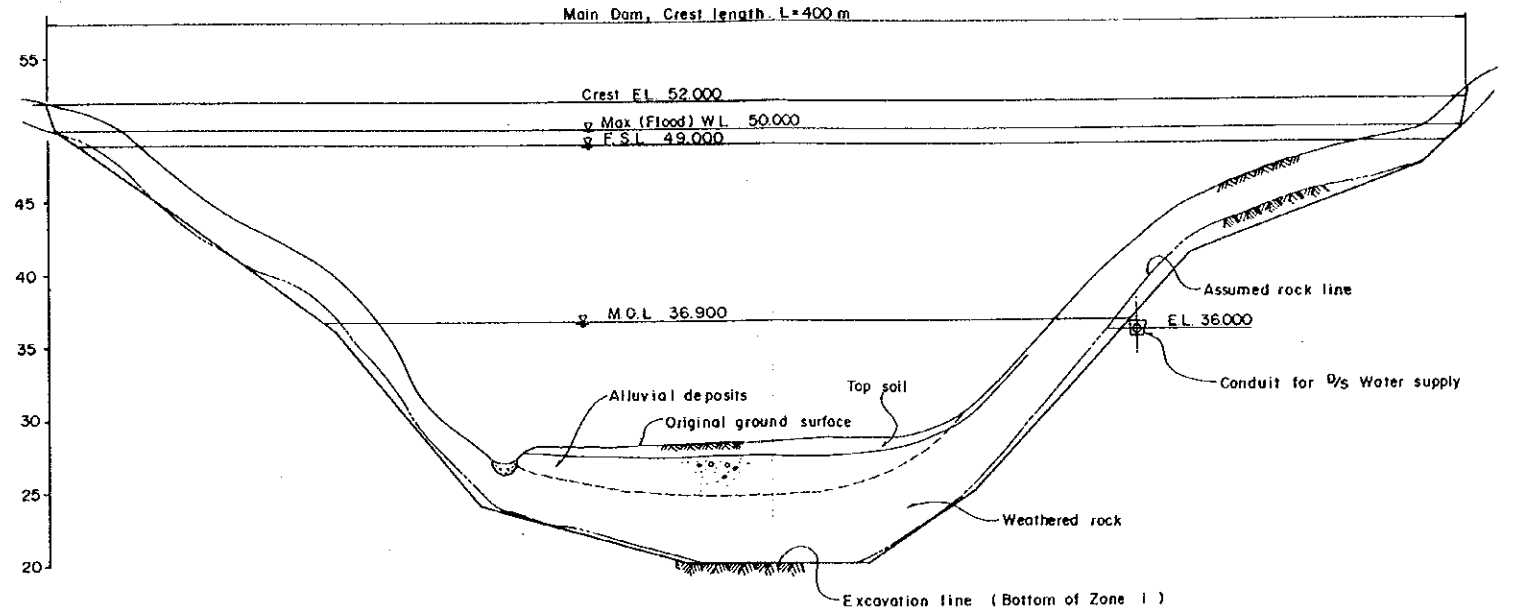 Main Dam, Crest length L=400 m
55
Crest EL 52.000
Max (Flood) W.L. 50.000
F.S.L. 49.000
45
40
Assumed rock line
M.O.L 36.900
E.L. 36.000
35
Conduit for D/S Water supply
Alluvial deposits
Top soil
30
Original ground surface
25
Weathered rock
20
Excavation line (Bottom of Zone I)